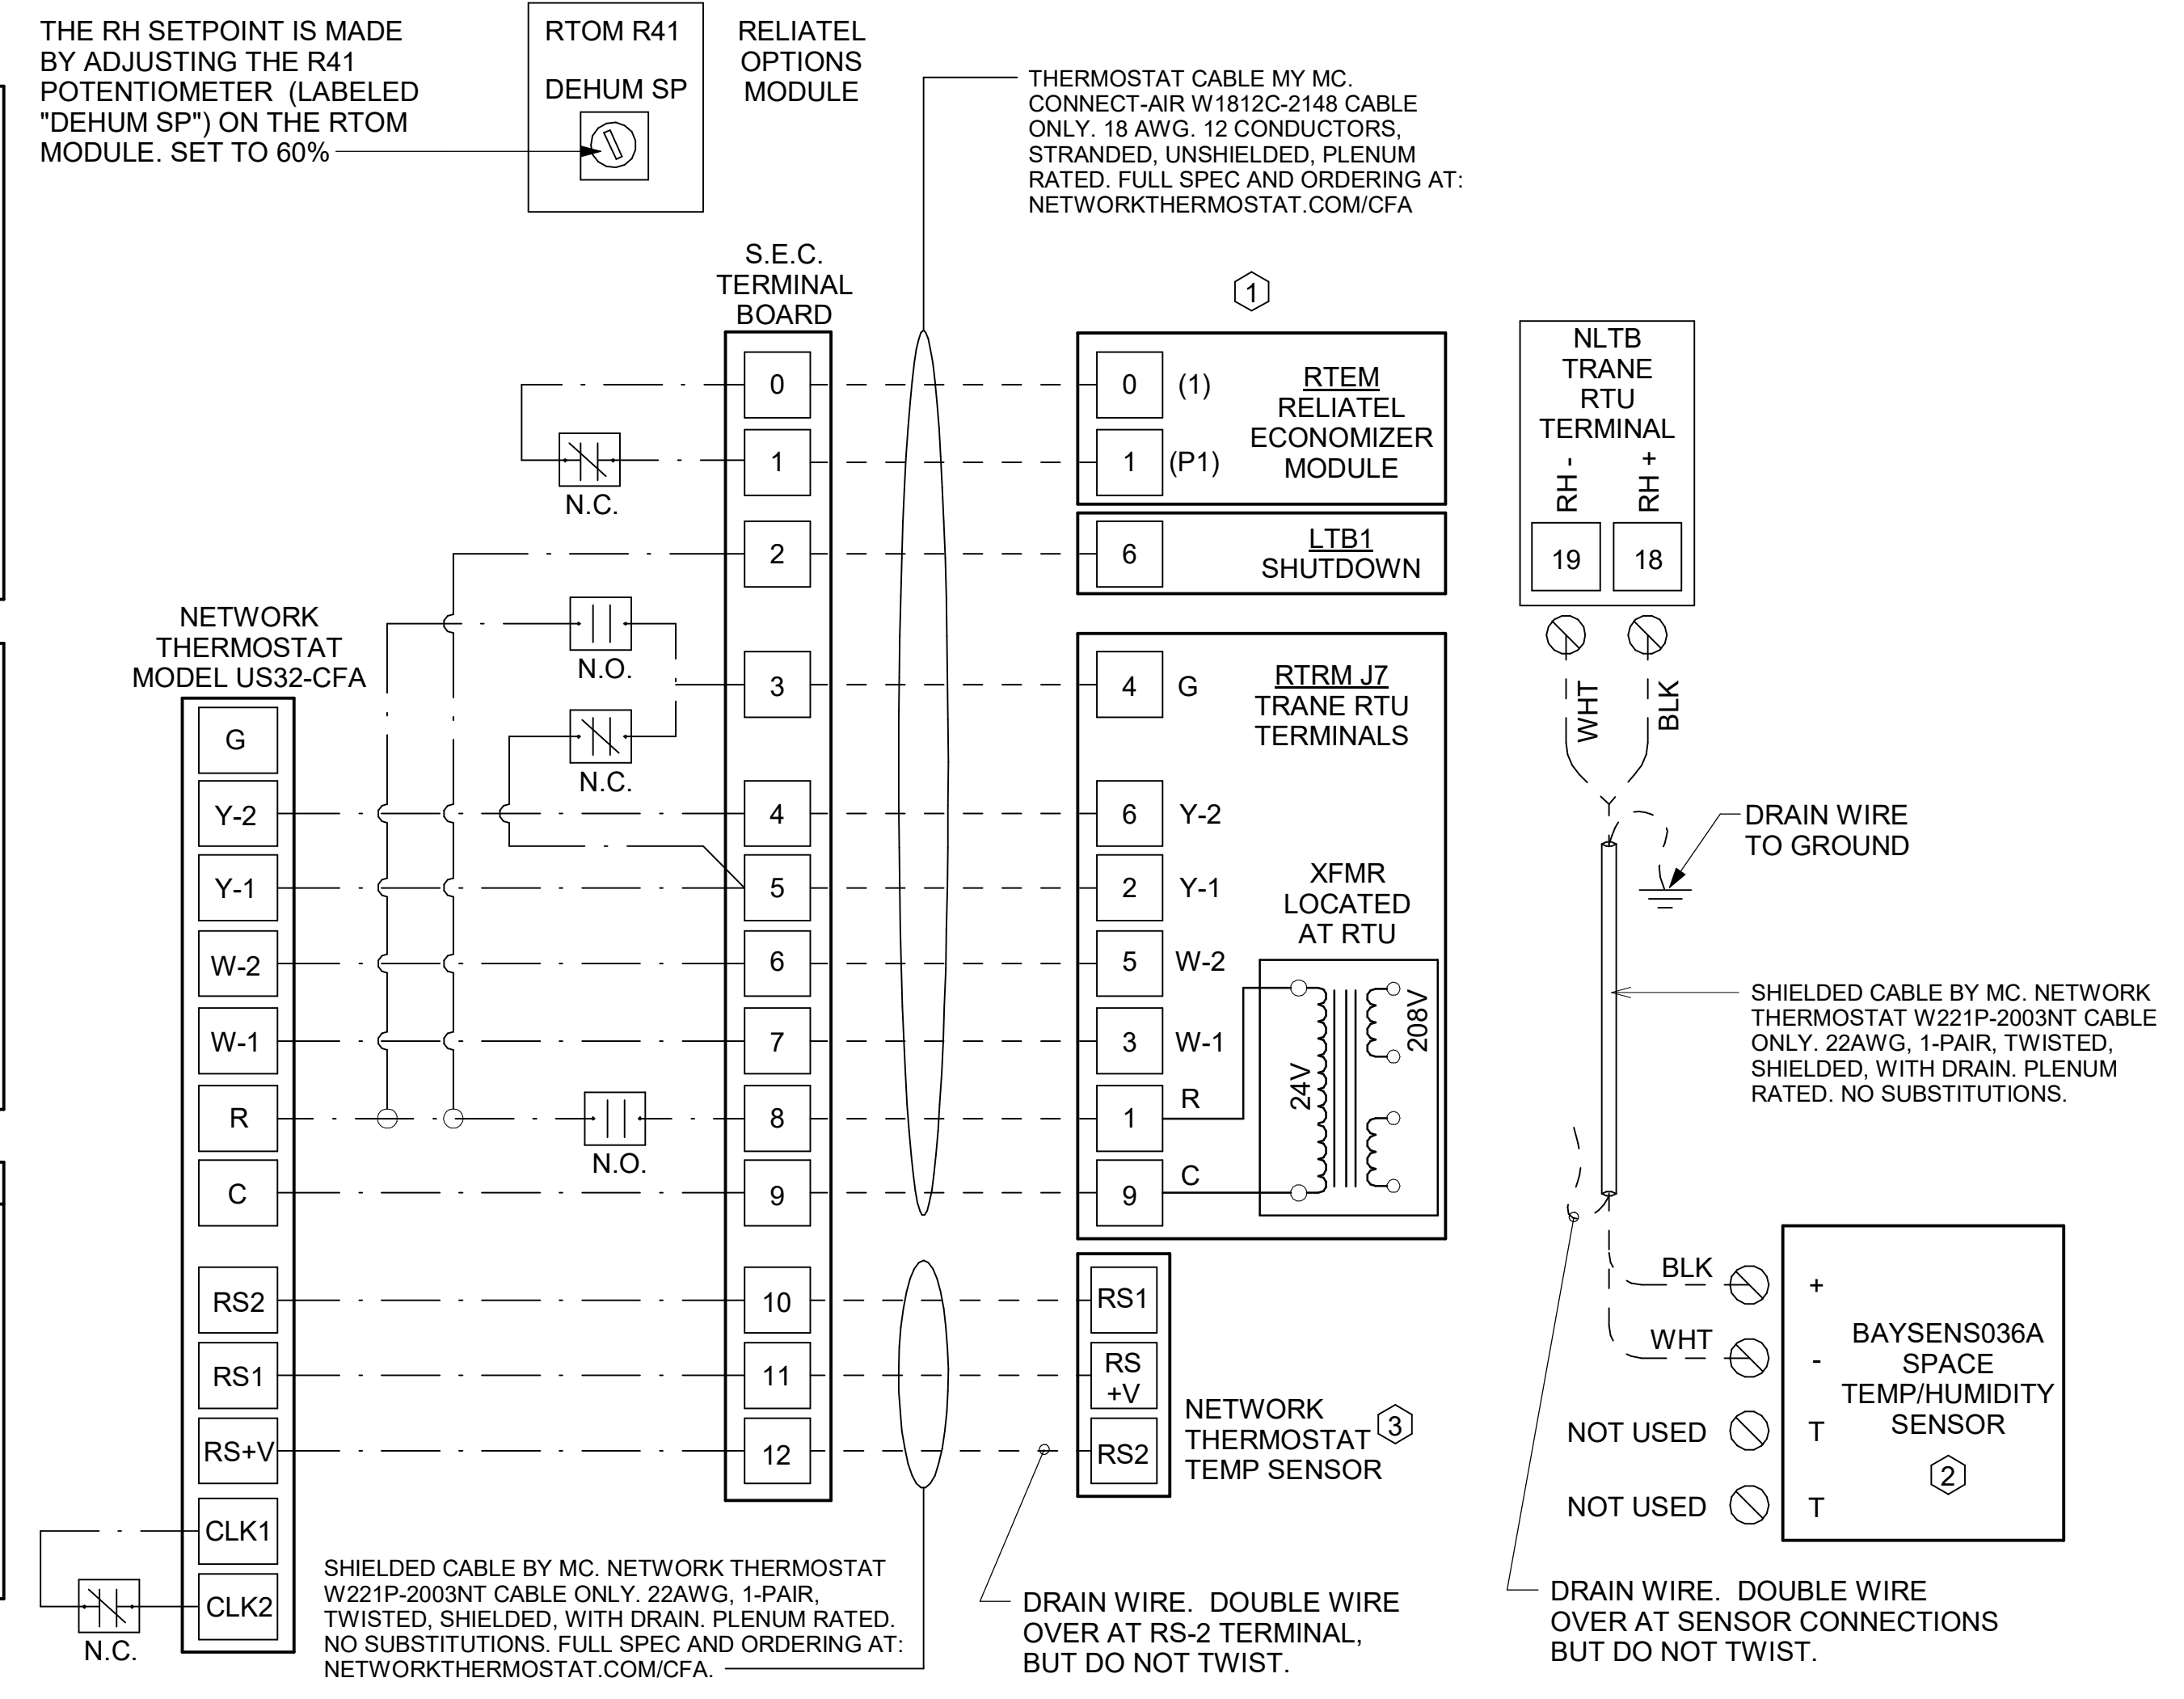 THE RH SETPOINT IS MADE
BY ADJUSTING THE R41
POTENTIOMETER (LABELED
"DEHUM SP") ON THE RTOM
MODULE. SET TO 60%
RTOM R41
DEHUM SP
RELIATEL
OPTIONS
MODULE
THERMOSTAT CABLE MY MC.
CONNECT-AIR W1812C-2148 CABLE
ONLY. 18 AWG. 12 CONDUCTORS,
STRANDED, UNSHIELDED, PLENUM
RATED. FULL SPEC AND ORDERING AT:
NETWORKTHERMOSTAT.COM/CFA
S.E.C.
TERMINAL
BOARD
0
1
2
3
4
5
6
7
8
9
10
11
12
N.C.
N.O.
N.C.
N.O.
NETWORK
THERMOSTAT
MODEL US32-CFA
G
Y-2
Y-1
W-2
W-1
R
C
RS2
RS1
RS+V
CLK1
CLK2
N.C.
1
0 (1)
1 (P1)
RTEM
RELIATEL
ECONOMIZER
MODULE
6
LTB1
SHUTDOWN
4 G
RTRM J7
TRANE RTU
TERMINALS
6 Y-2
2 Y-1
5 W-2
3 W-1
1 R
9 C
XFMR
LOCATED
AT RTU
24V
208V
RS1
RS
+V
RS2
NETWORK
THERMOSTAT
TEMP SENSOR
3
SHIELDED CABLE BY MC. NETWORK THERMOSTAT
W221P-2003NT CABLE ONLY. 22AWG, 1-PAIR,
TWISTED, SHIELDED, WITH DRAIN. PLENUM RATED.
NO SUBSTITUTIONS. FULL SPEC AND ORDERING AT:
NETWORKTHERMOSTAT.COM/CFA.
DRAIN WIRE. DOUBLE WIRE
OVER AT RS-2 TERMINAL,
BUT DO NOT TWIST.
NLTB
TRANE
RTU
TERMINAL
RH -
RH +
19
18
WHT
BLK
DRAIN WIRE
TO GROUND
SHIELDED CABLE BY MC. NETWORK
THERMOSTAT W221P-2003NT CABLE
ONLY. 22AWG, 1-PAIR, TWISTED,
SHIELDED, WITH DRAIN. PLENUM
RATED. NO SUBSTITUTIONS.
BLK
WHT
NOT USED
NOT USED
+
-
T
T
BAYSENS036A
SPACE
TEMP/HUMIDITY
SENSOR
2
DRAIN WIRE. DOUBLE WIRE
OVER AT SENSOR CONNECTIONS
BUT DO NOT TWIST.